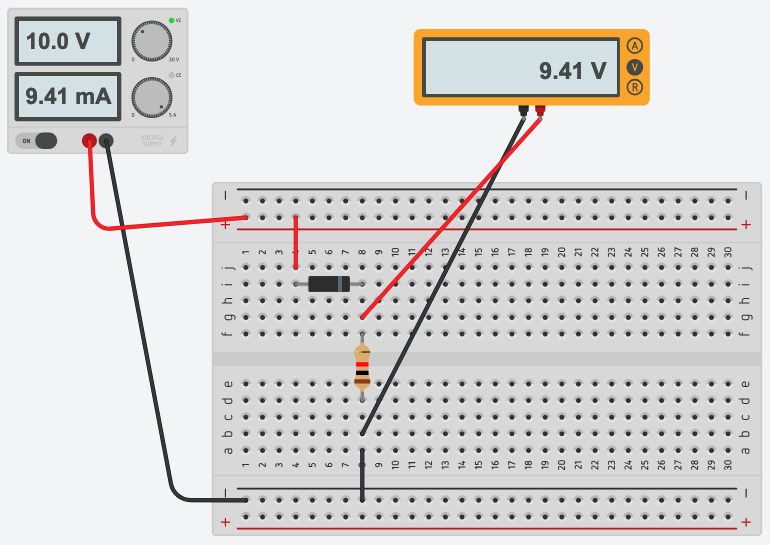 10.0 V
VC
0 30 V
9.41 mA
CC
0 5 A
ON
VOLTAGE
SUPPLY
9.41 V
A
V
R
− −
+ +
1 2 3 4 5 6 7 8 9 10 11 12 13 14 15 16 17 18 19 20 21 22 23 24 25 26 27 28 29 30
j j
i i
h h
g g
f f
e e
d d
c c
b b
a a
1 2 3 4 5 6 7 8 9 10 11 12 13 14 15 16 17 18 19 20 21 22 23 24 25 26 27 28 29 30
− −
+ +